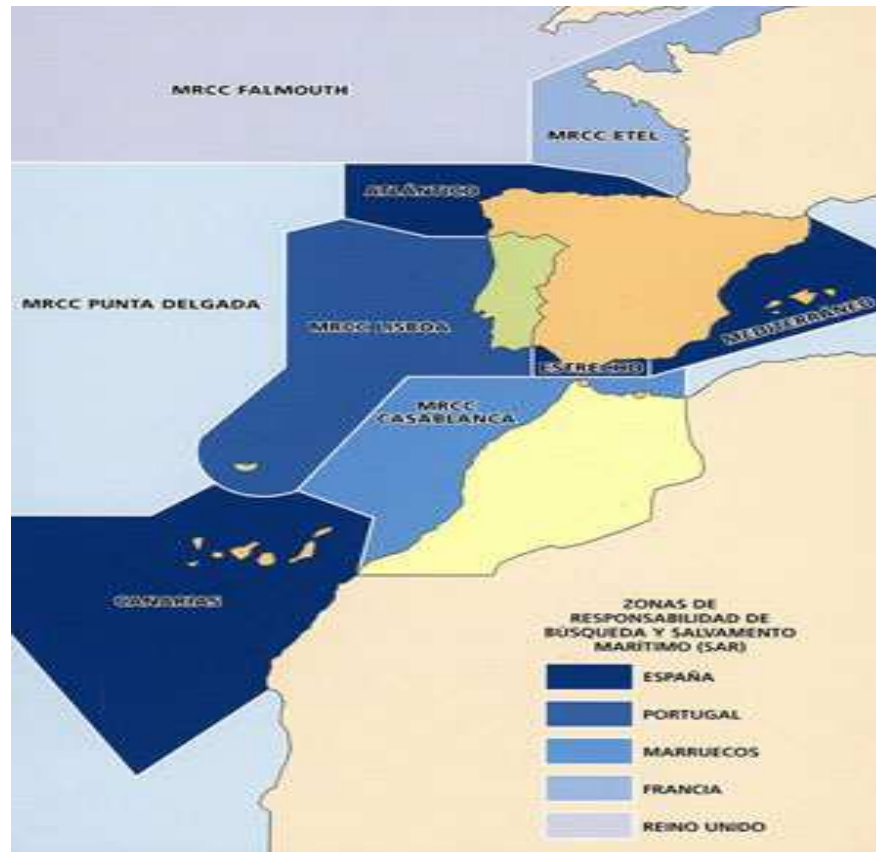 MRCC FALMOUTH
MRCC ETEL
ATLÁNTICO
MRCC PUNTA DELGADA
MRCC LISBOA
MEDITERRÁNEO
ESTRECHO
MRCC
CASABLANCA
CANARIAS
ZONAS DE
RESPONSABILIDAD DE
BÚSQUEDA Y SALVAMENTO
MARÍTIMO (SAR)
ESPAÑA
PORTUGAL
MARRUECOS
FRANCIA
REINO UNIDO